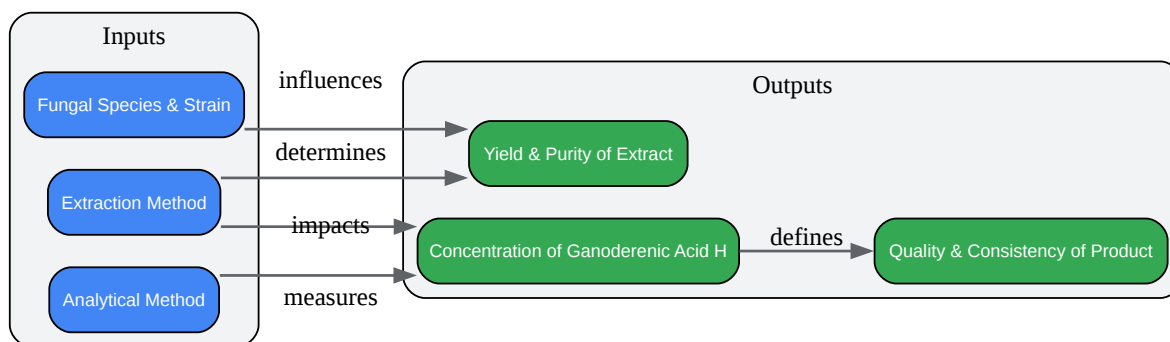 Inputs
Outputs
influences
Fungal Species & Strain
determines
Yield & Purity of Extract
Extraction Method
impacts
Concentration of Ganoderenic Acid H
defines
Quality & Consistency of Product
Analytical Method
measures